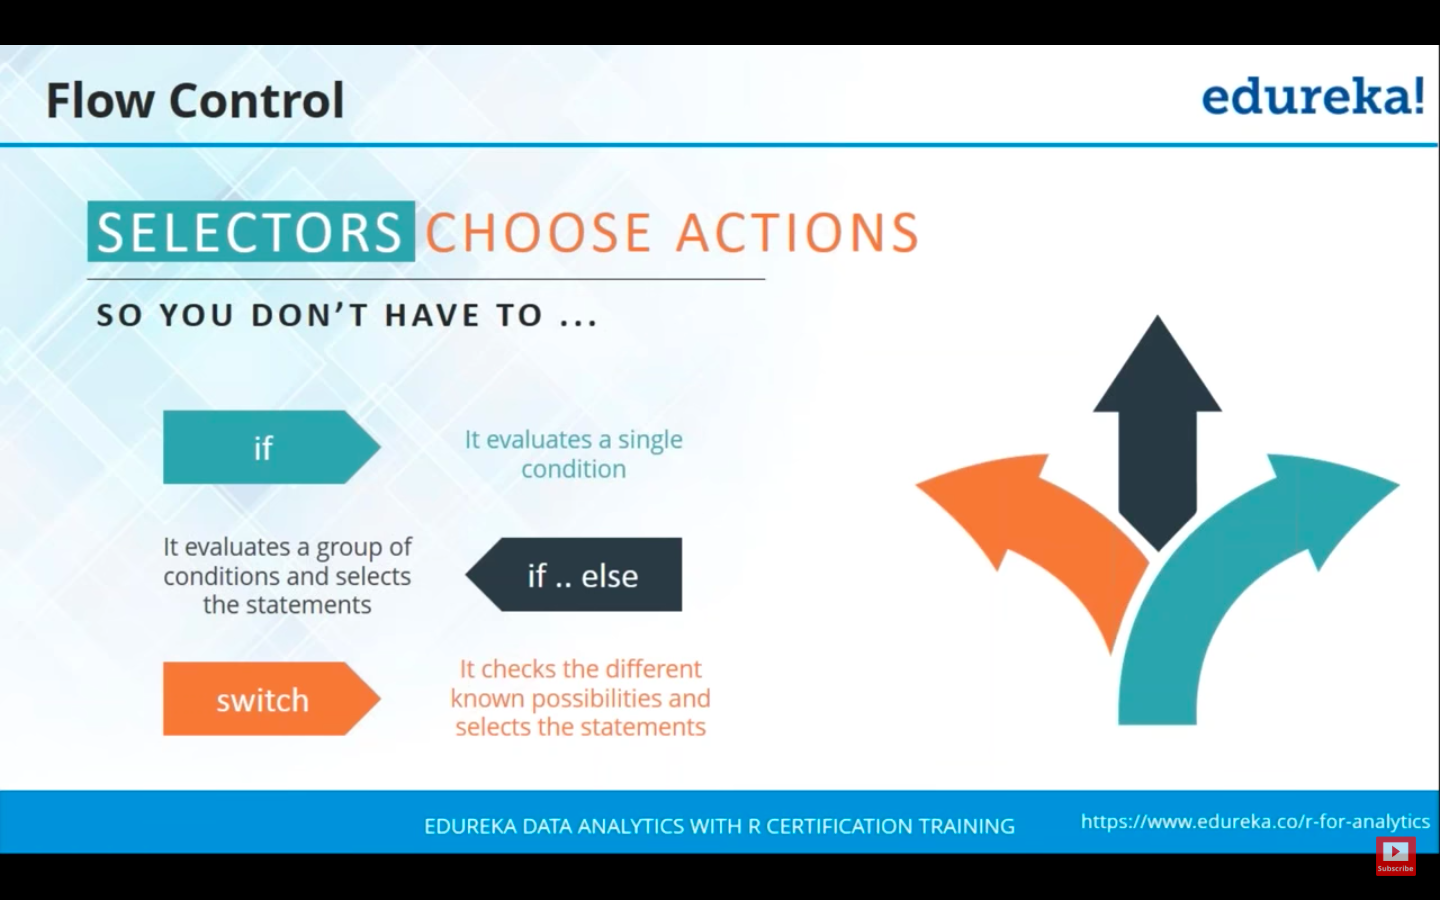 Flow Control
edureka!
SELECTORS CHOOSE ACTIONS
SO YOU DON’T HAVE TO ...
if
It evaluates a single
condition
It evaluates a group of
conditions and selects
the statements
if .. else
switch
It checks the different
known possibilities and
selects the statements
EDUREKA DATA ANALYTICS WITH R CERTIFICATION TRAINING
https://www.edureka.co/r-for-analytics
Subscribe